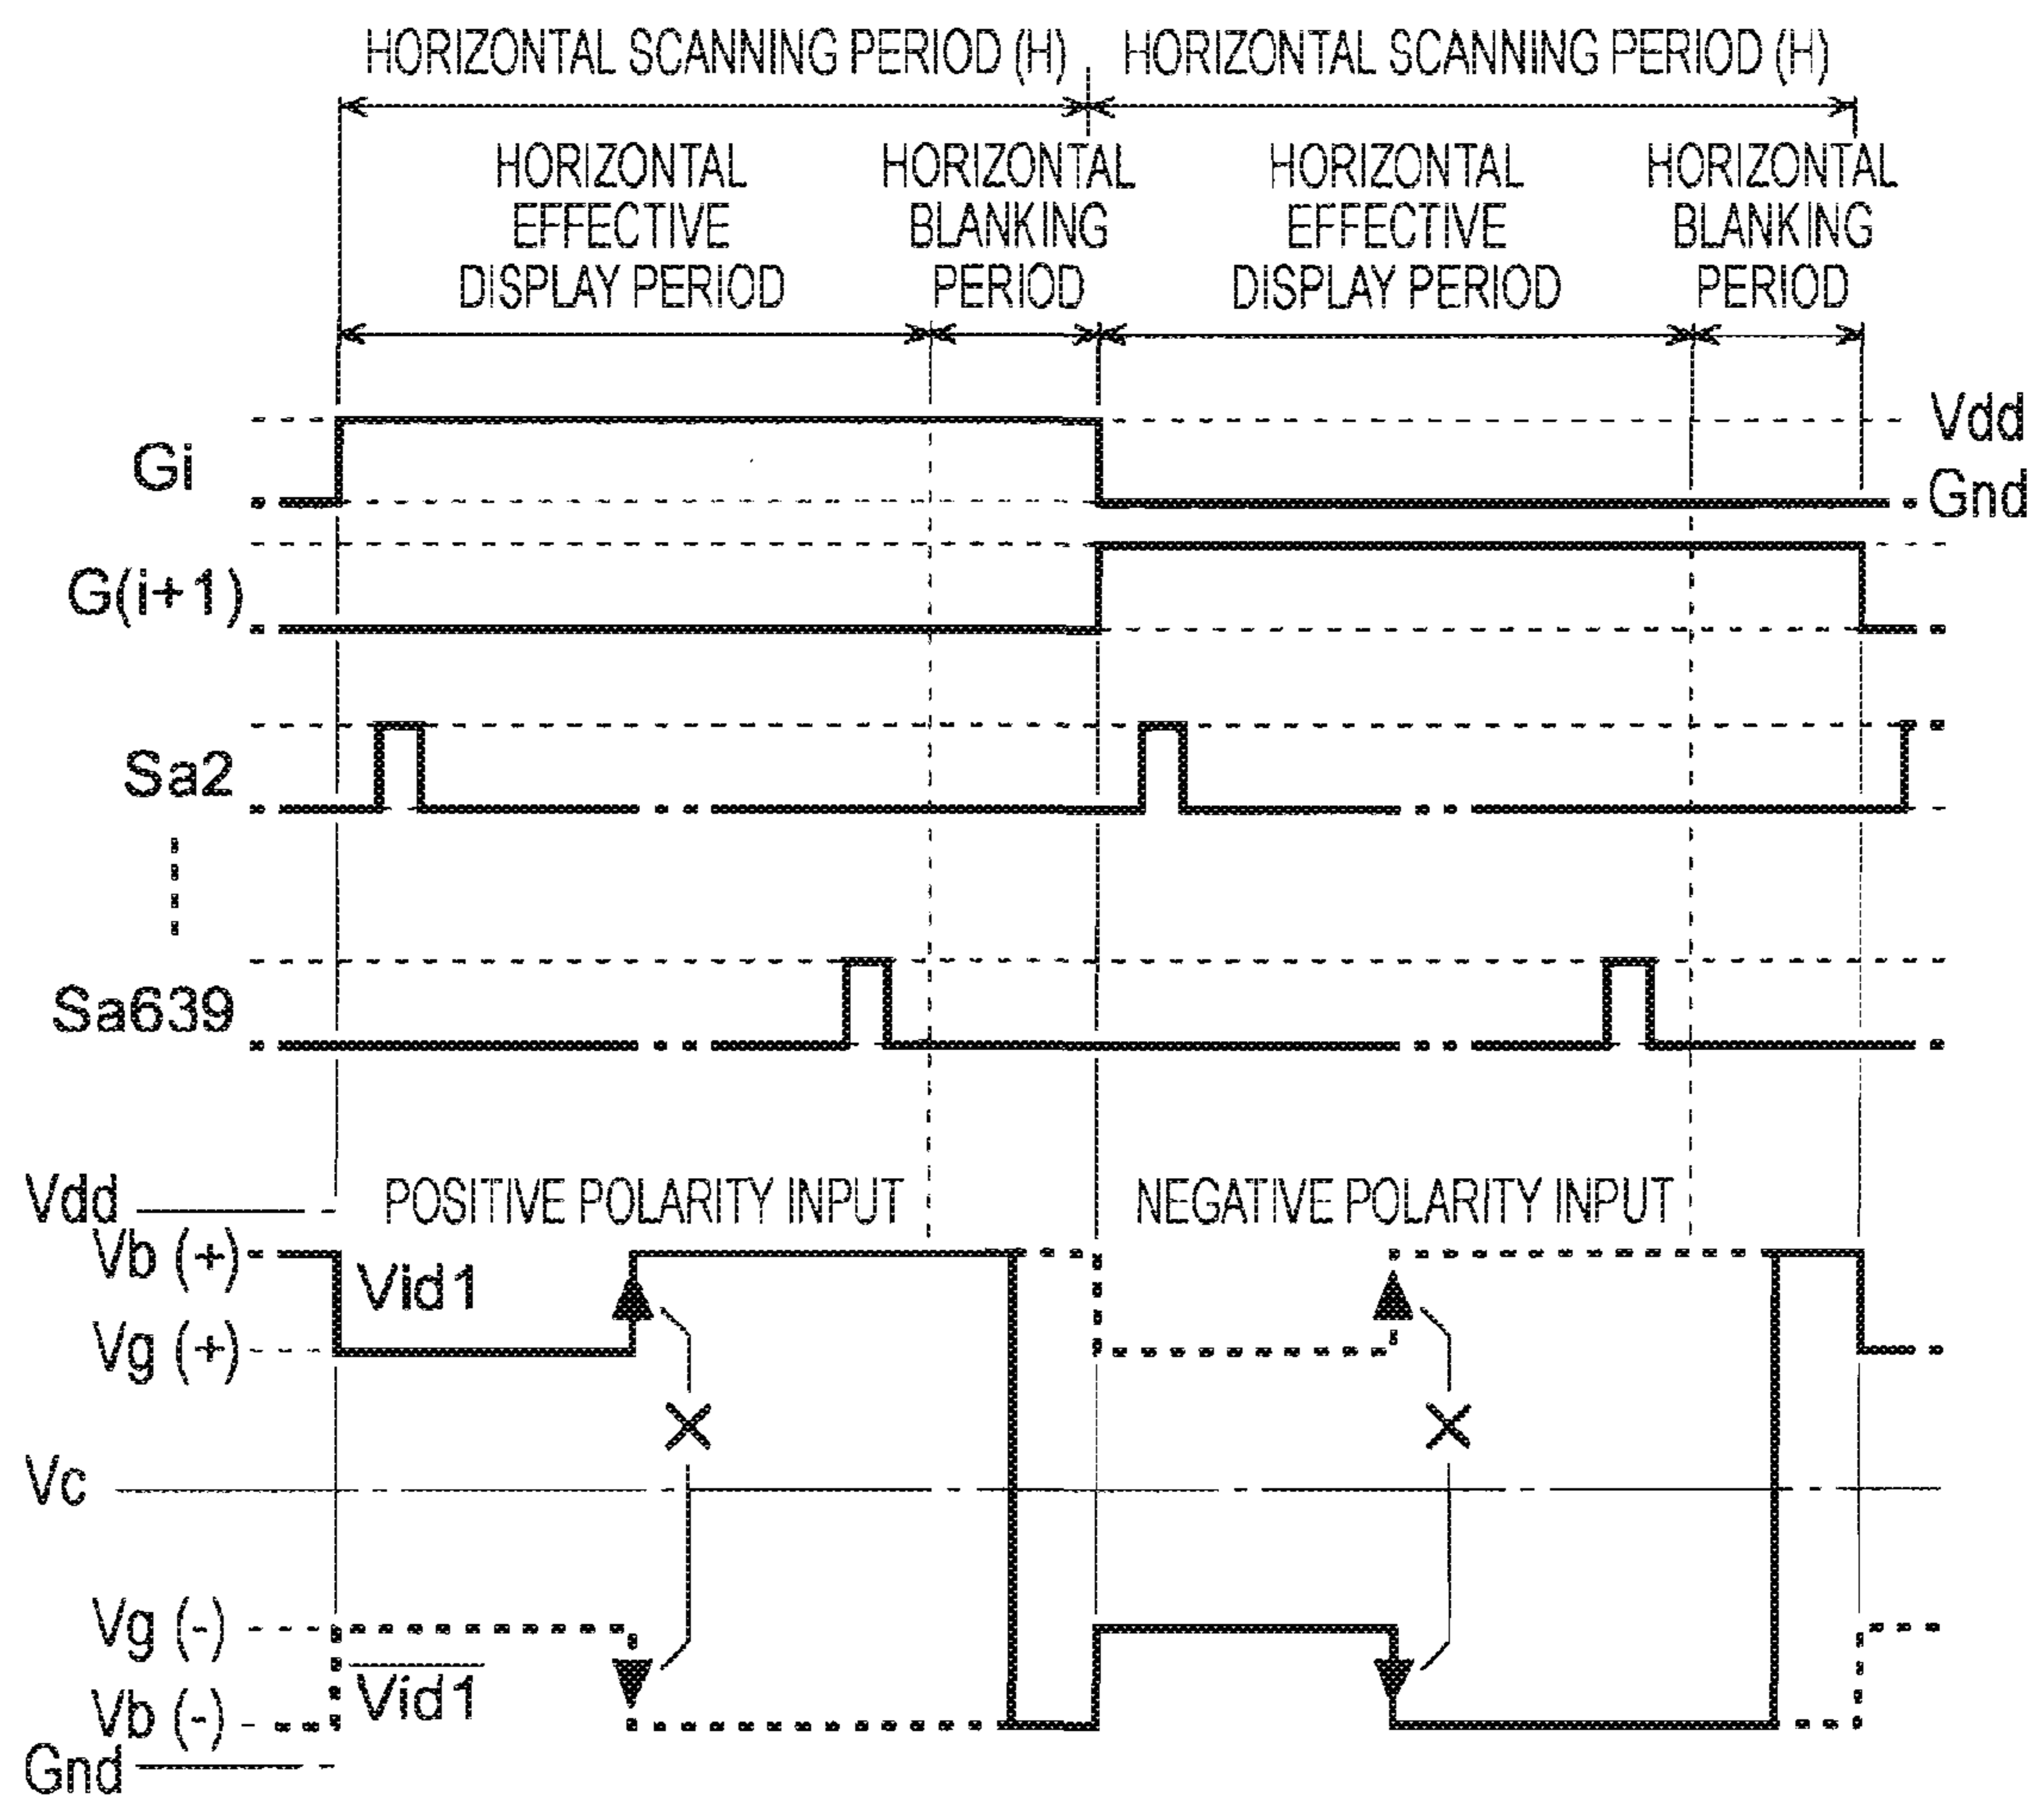 HORIZONTAL SCANNING PERIOD (H) HORIZONTAL SCANNING PERIOD (H)
HORIZONTAL
EFFECTIVE
DISPLAY PERIOD
HORIZONTAL
BLANKING
PERIOD
HORIZONTAL
EFFECTIVE
DISPLAY PERIOD
HORIZONTAL
BLANKING
PERIOD
Gi
Vdd
Gnd
G(i+1)
Sa2
Sa639
POSITIVE POLARITY INPUT
NEGATIVE POLARITY INPUT
Vdd
Vb (+)
Vid1
Vg (+)
Vc
Vg (-)
V̅i̅d̅1̅
Vb (-)
Gnd